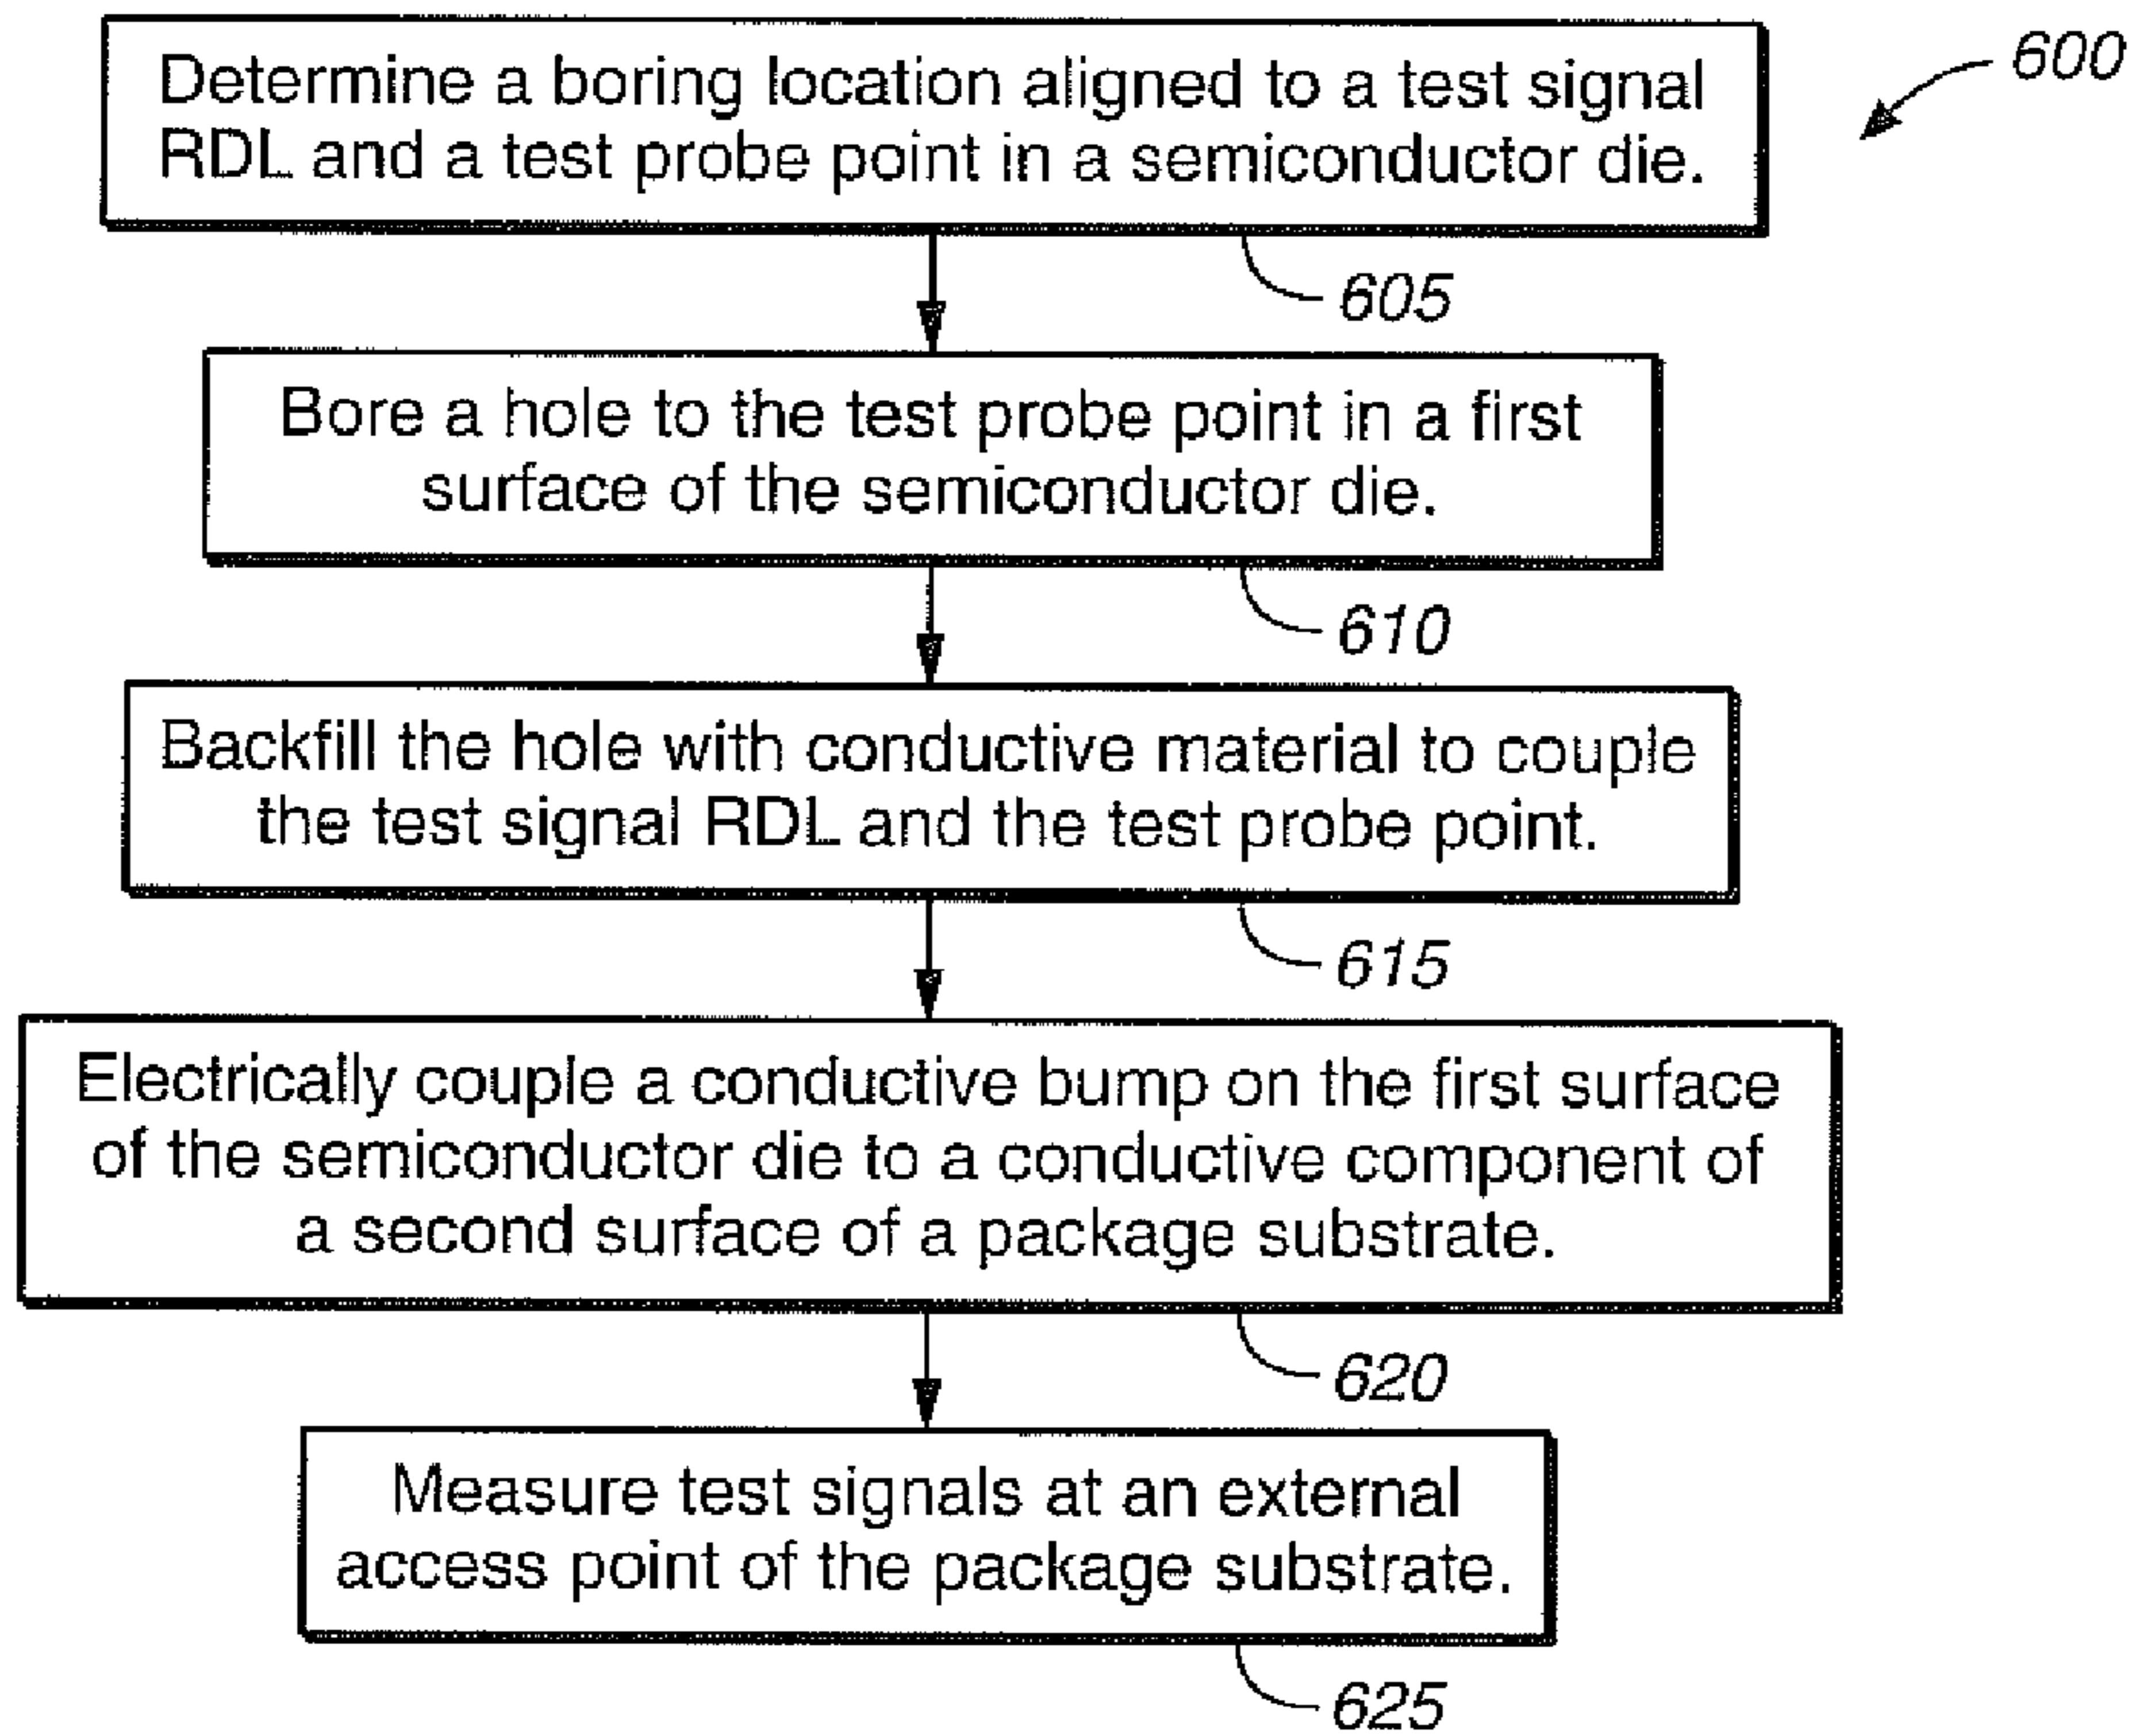 Determine a boring location aligned to a test signal
RDL and a test probe point in a semiconductor die.
600
605
Bore a hole to the test probe point in a first
surface of the semiconductor die.
610
Backfill the hole with conductive material to couple
the test signal RDL and the test probe point.
615
Electrically couple a conductive bump on the first surface
of the semiconductor die to a conductive component of
a second surface of a package substrate.
620
Measure test signals at an external
access point of the package substrate.
625